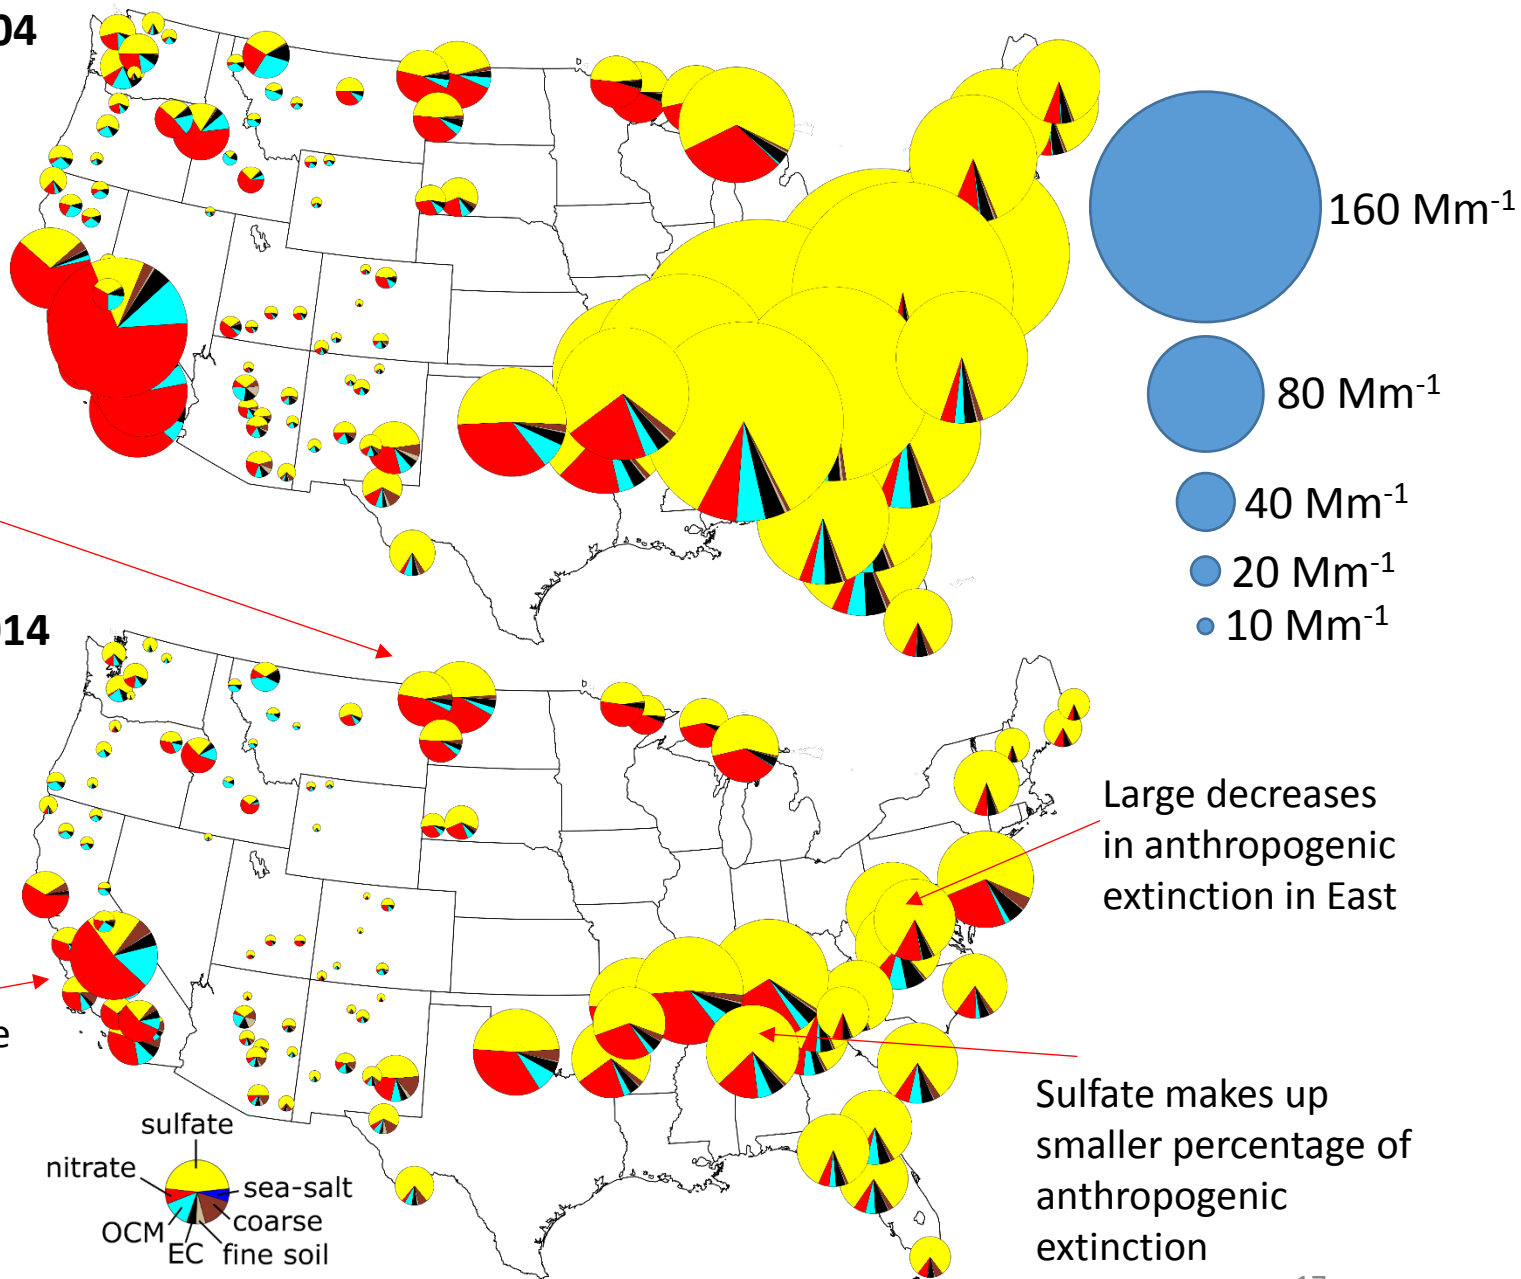 04
160 Mm⁻¹
80 Mm⁻¹
40 Mm⁻¹
20 Mm⁻¹
10 Mm⁻¹
014
Large decreases
in anthropogenic
extinction in East
e
Sulfate makes up
smaller percentage of
anthropogenic
extinction
sulfate
nitrate
sea-salt
OCM
coarse
EC
fine soil